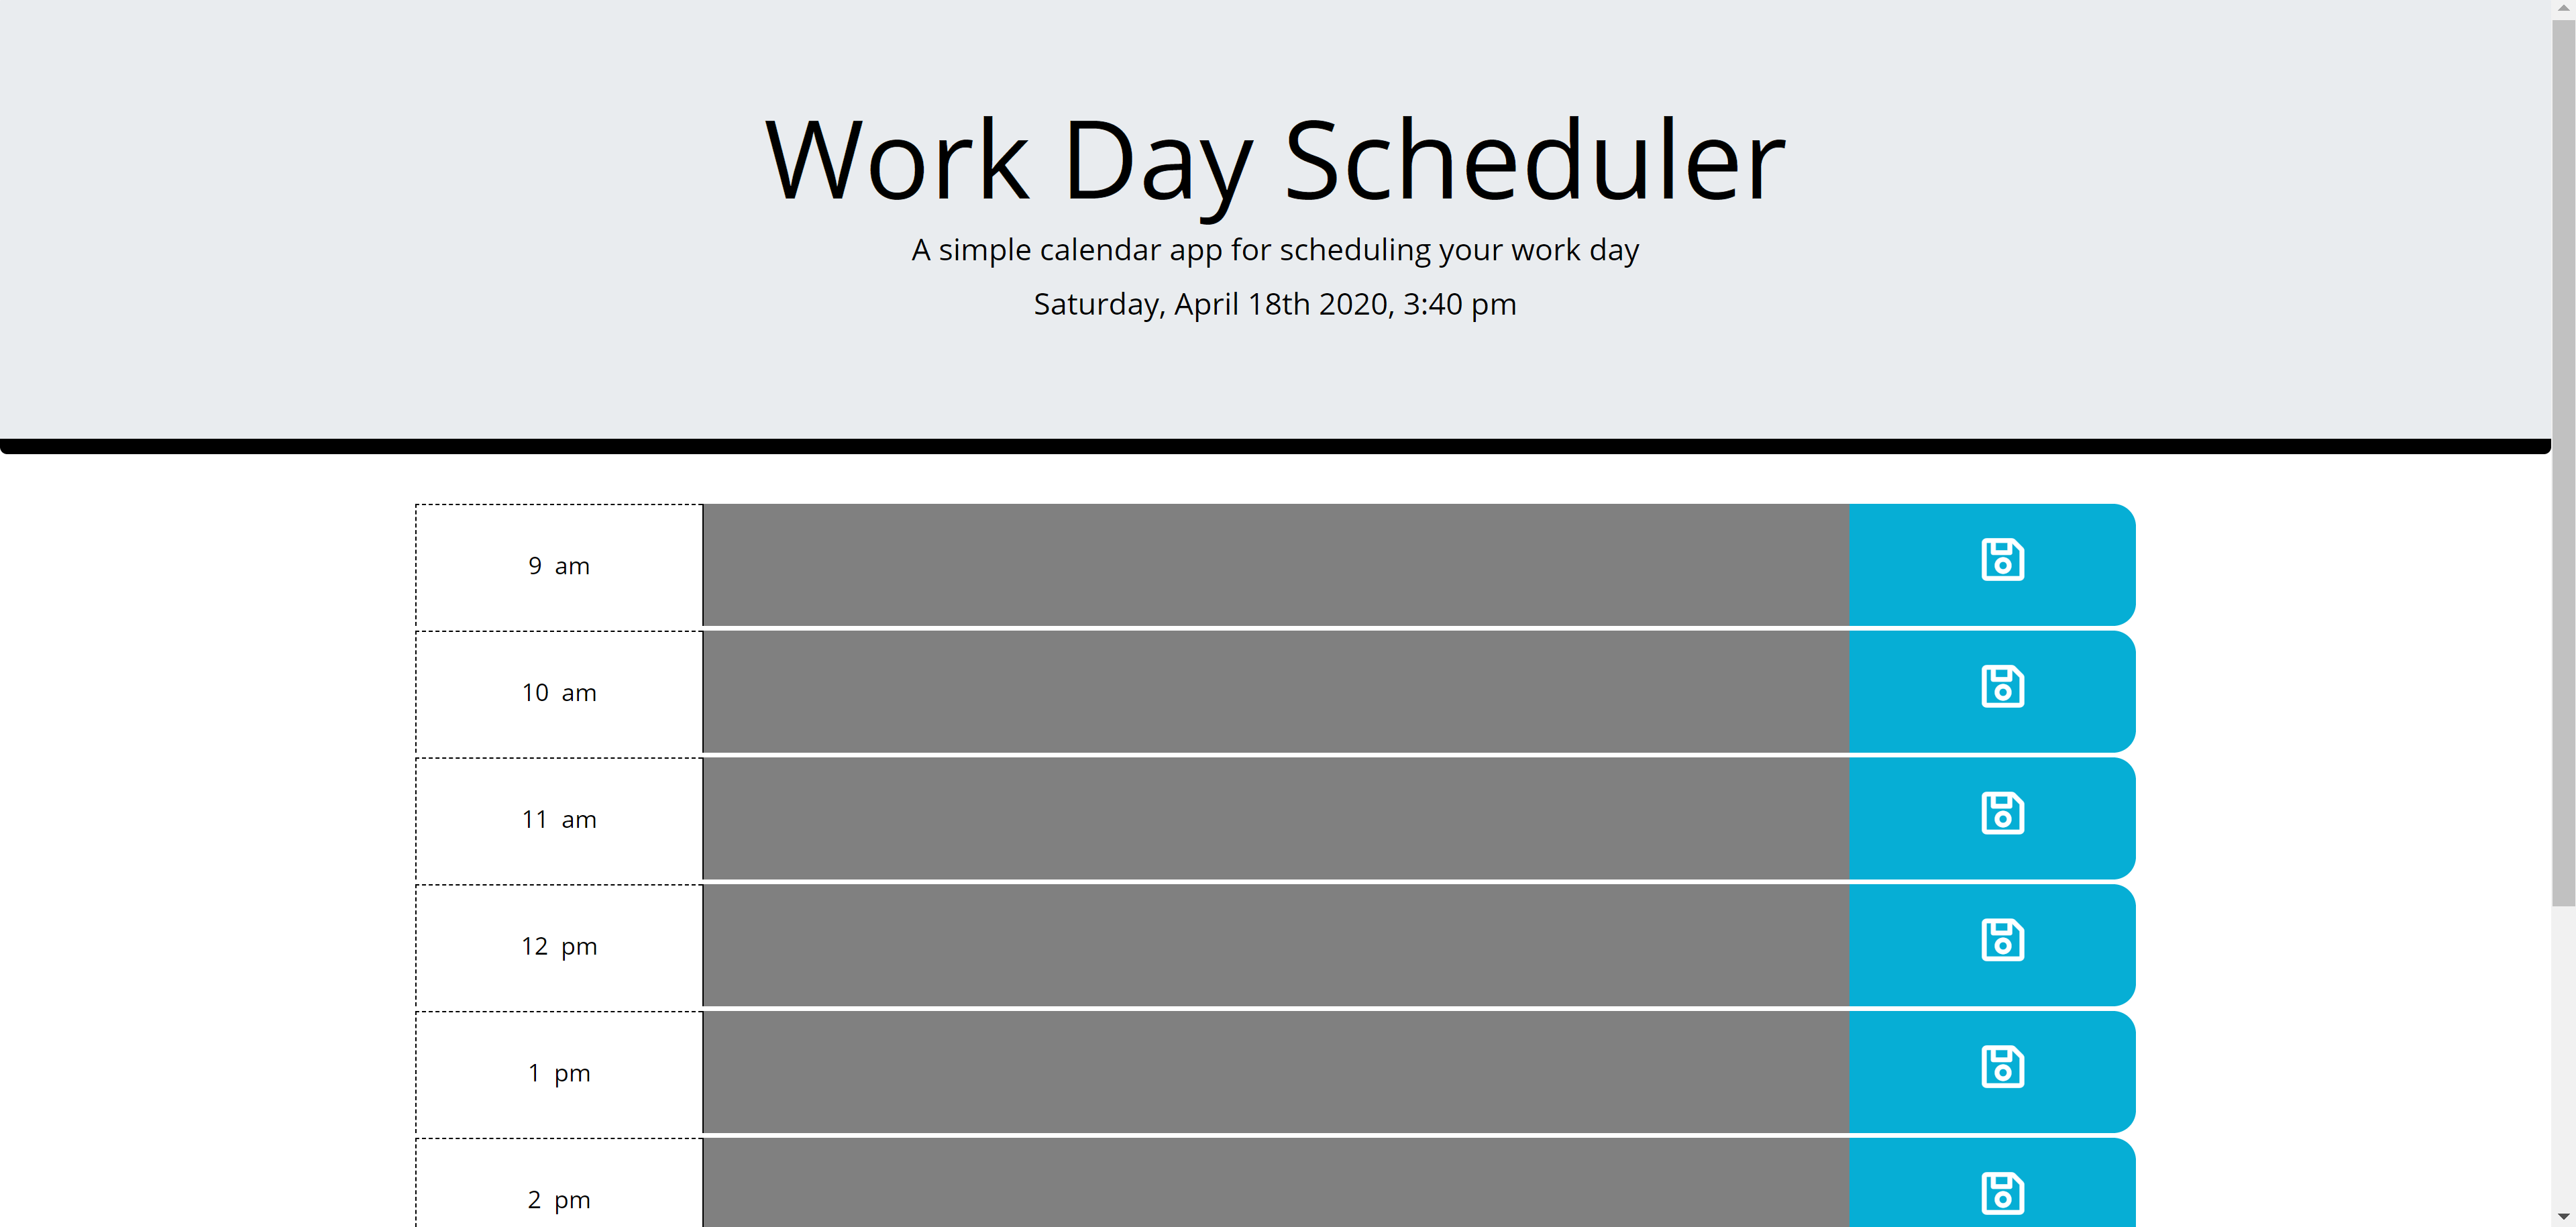 Work Day Scheduler
A simple calendar app for scheduling your work day
Saturday, April 18th 2020, 3:40 pm
9 am
10 am
11 am
12 pm
1 pm
2 pm